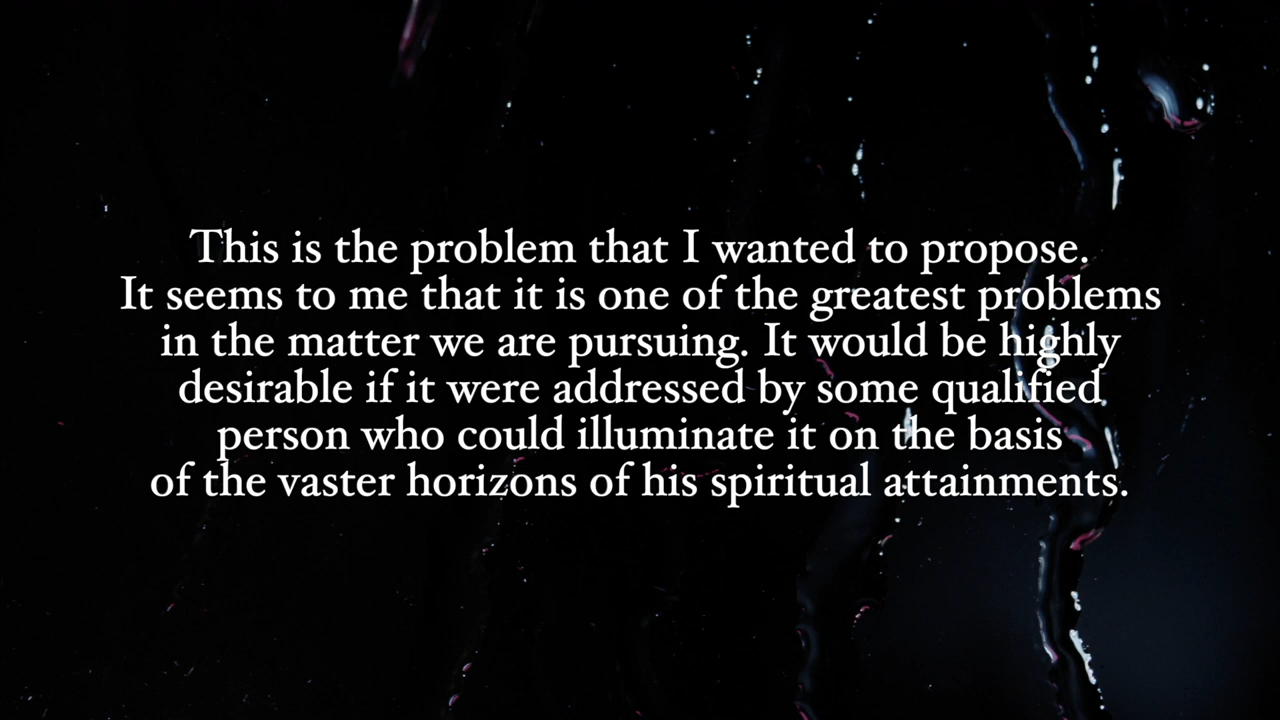 This is the problem that I wanted to propose.
It seems to me that it is one of the greatest problems
in the matter we are pursuing. It would be highly
desirable if it were addressed by some qualified
person who could illuminate it on the basis
of the vaster horizons of his spiritual attainments.